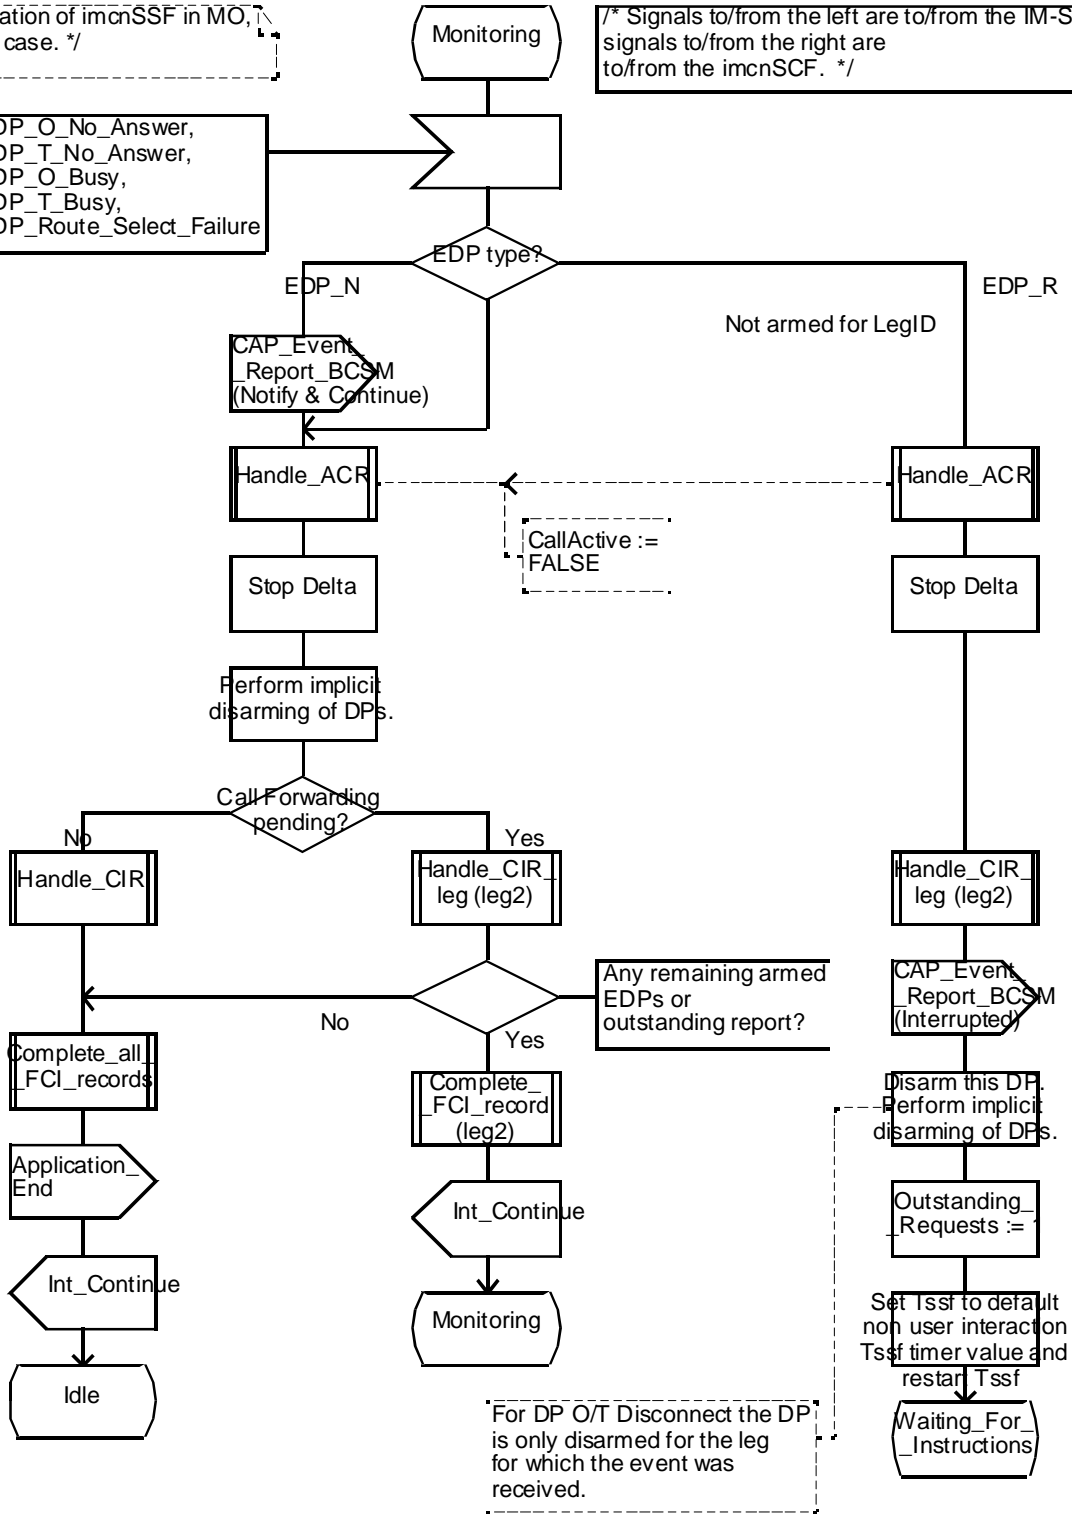 ation of imcnSSF in MO,
case. */
Monitoring
/* Signals to/from the left are to/from the IM-S
signals to/from the right are
to/from the imcnSCF. */
DP_O_No_Answer,
DP_T_No_Answer,
DP_O_Busy,
DP_T_Busy,
DP_Route_Select_Failure
EDP type?
EDP_N
EDP_R
Not armed for LegID
CAP_Event_
_Report_BCSM
(Notify & Continue)
Handle_ACR
Handle_ACR
CallActive :=
FALSE
Stop Delta
Stop Delta
Perform implicit
disarming of DPs.
Call Forwarding
pending?
No
Yes
Handle_CIR
Handle_CIR_
leg (leg2)
Handle_CIR_
leg (leg2)
Any remaining armed
EDPs or
outstanding report?
No
Yes
CAP_Event_
_Report_BCSM
(Interrupted)
Complete_all_
_FCI_records
Complete_
_FCI_record
(leg2)
Disarm this DP.
Perform implicit
disarming of DPs.
Application_
End
Int_Continue
Outstanding_
_Requests :=
Int_Continue
Monitoring
Set Tssf to default
non user interaction
Tssf timer value and
restart Tssf
Idle
For DP O/T Disconnect the DP
is only disarmed for the leg
for which the event was
received.
Waiting_For_
_Instructions